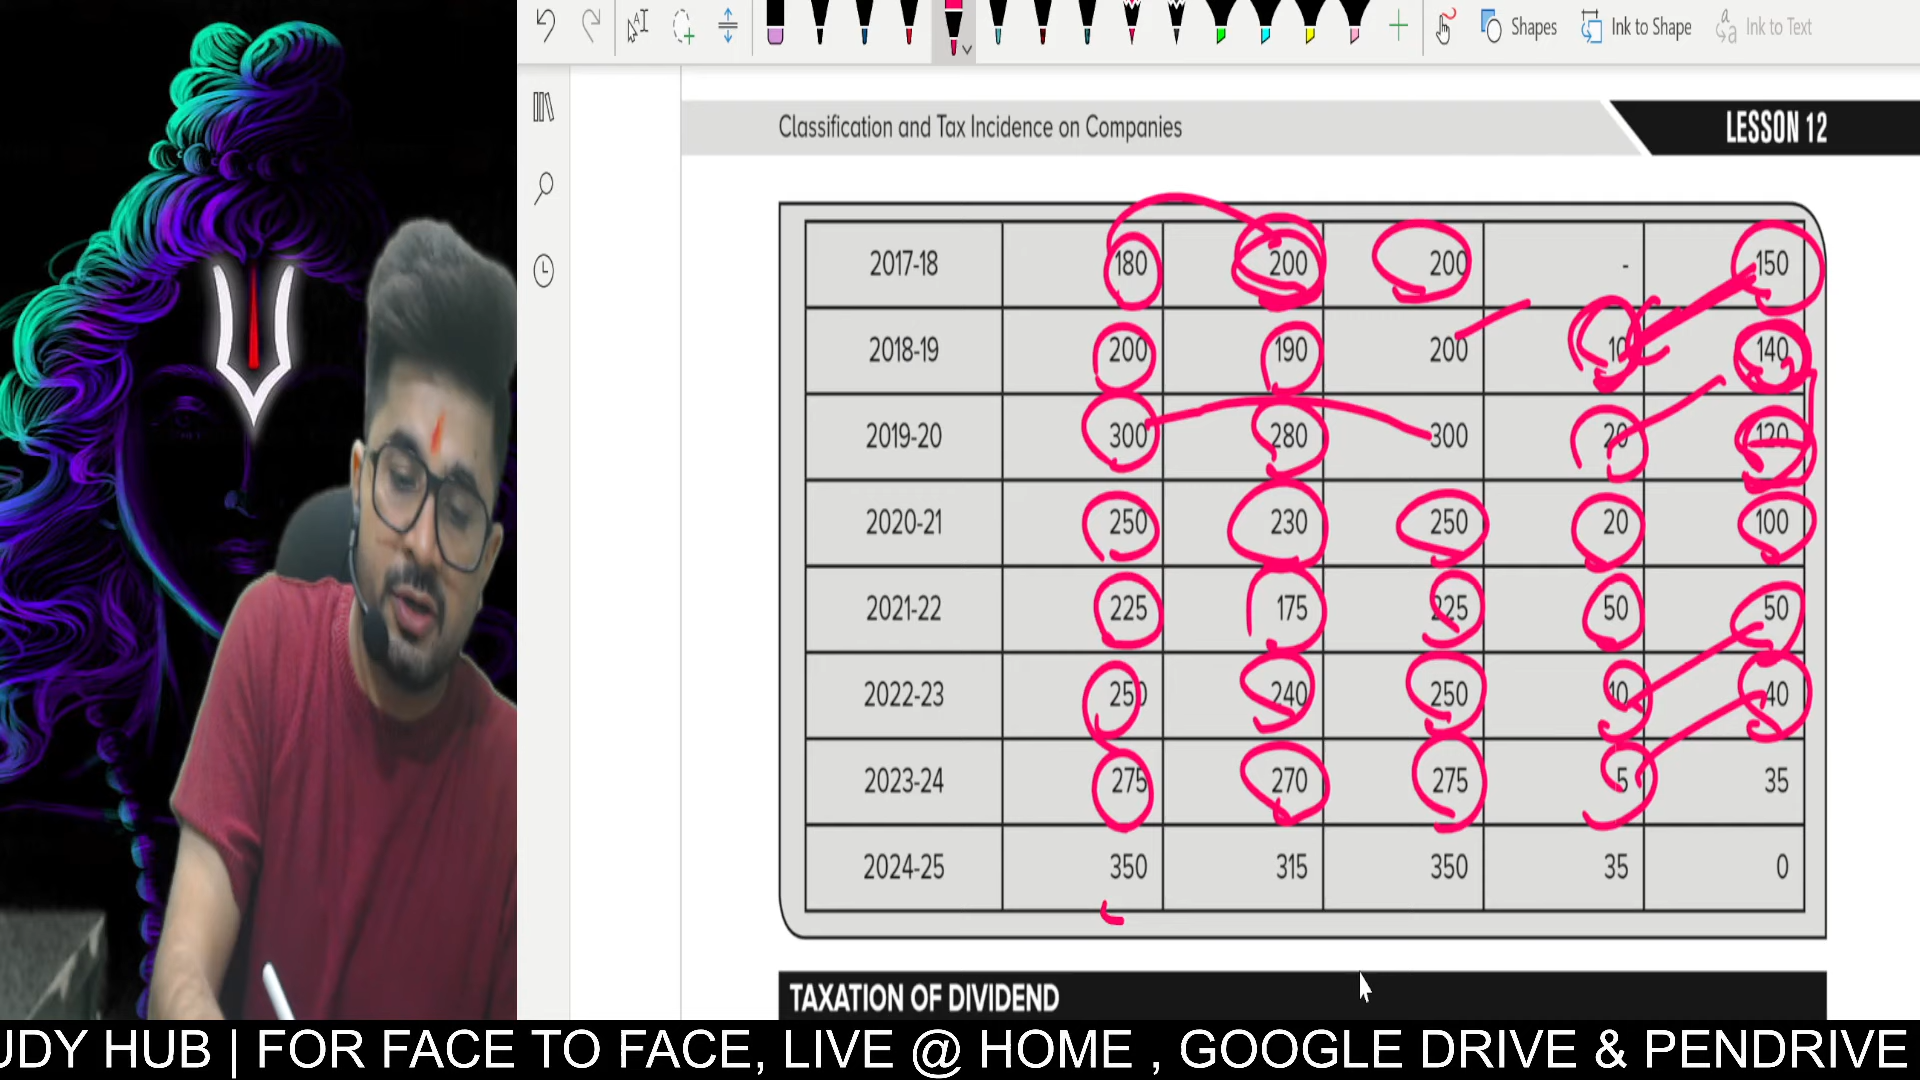 Shapes Ink to Shape Ink to Text
Classification and Tax Incidence on Companies LESSON 12
2017-18 180 200 200 - 150
2018-19 200 190 200 10 140
2019-20 300 280 300 20 120
2020-21 250 230 250 20 100
2021-22 225 175 225 50 50
2022-23 250 240 250 10 40
2023-24 275 270 275 5 35
2024-25 350 315 350 35 0
TAXATION OF DIVIDEND
UDY HUB | FOR FACE TO FACE, LIVE @ HOME , GOOGLE DRIVE & PENDRIVE